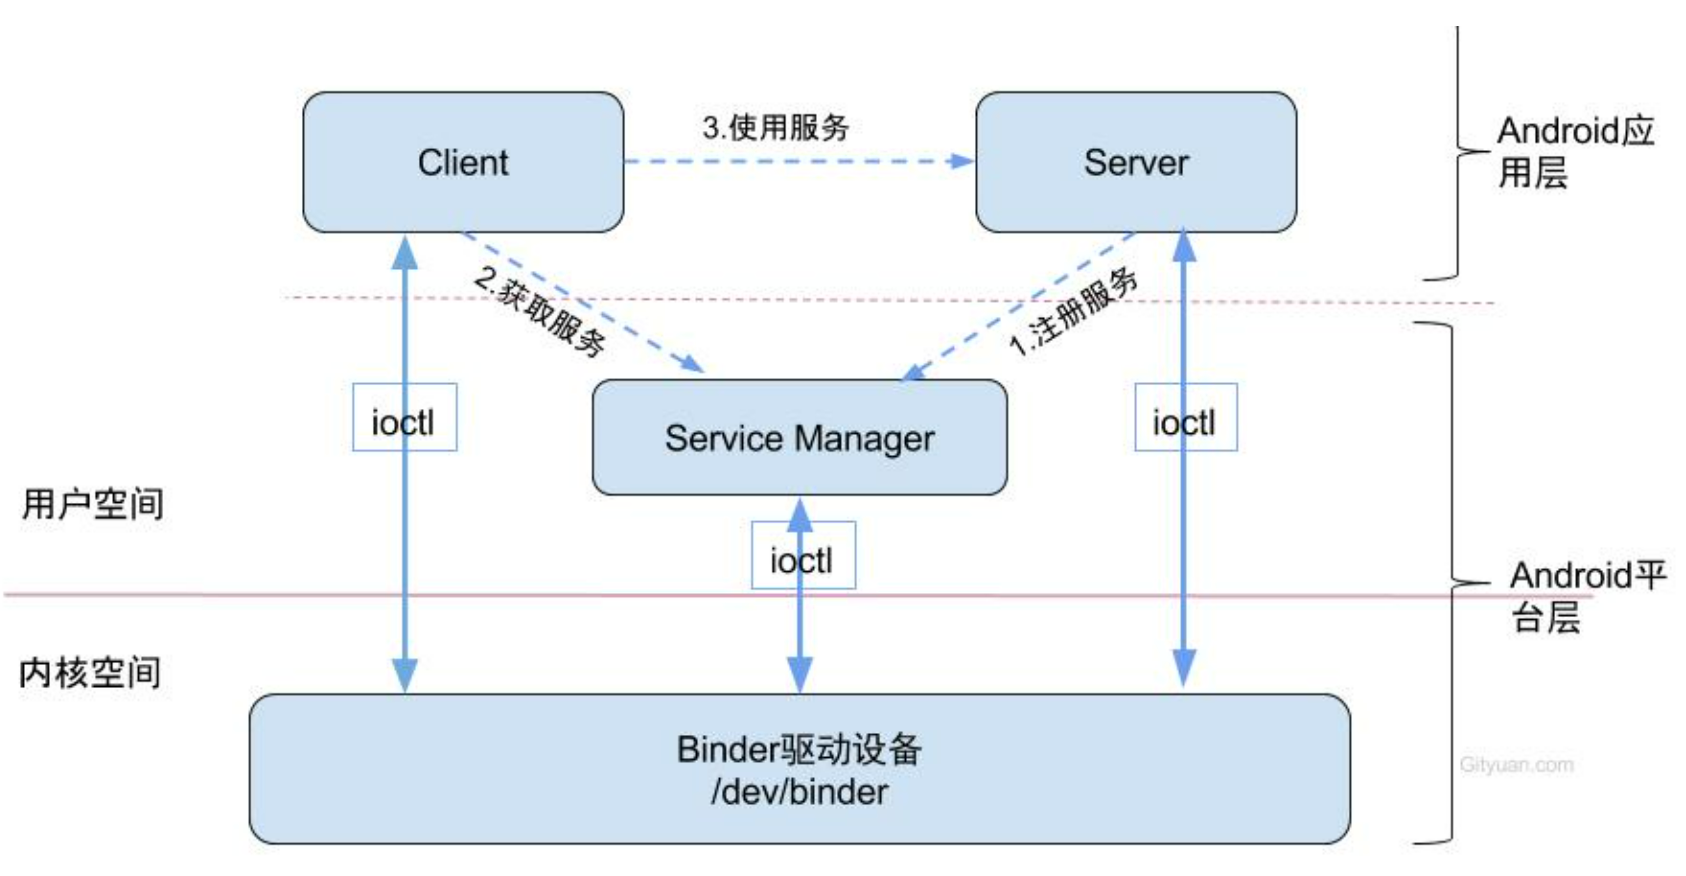 3.使用服务
Client
Server
Android应
用层
2.获取服务
1.注册服务
ioctl
ioctl
Service Manager
用户空间
ioctl
Android平
台层
内核空间
Binder驱动设备
/dev/binder
Gityuan.com